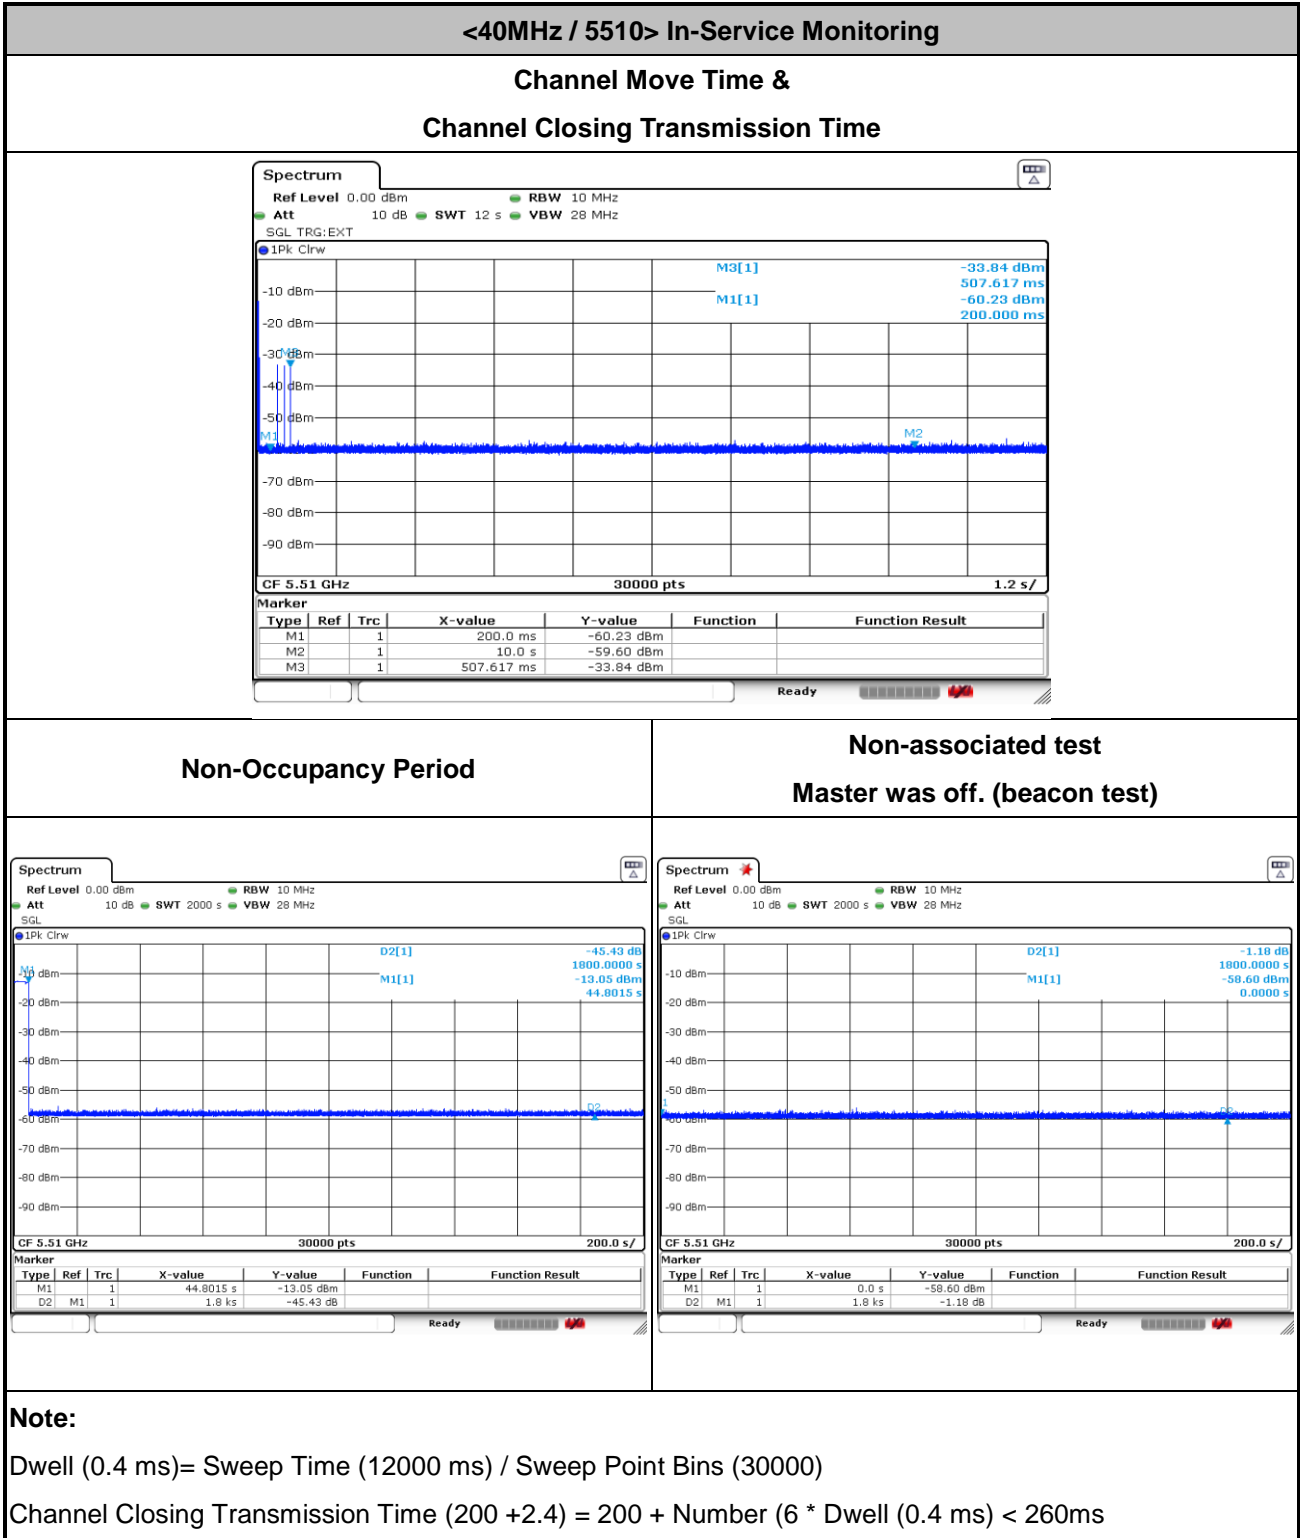 <40MHz / 5510> In-Service Monitoring
Channel Move Time &
Channel Closing Transmission Time
Spectrum
Ref Level 0.00 dBm RBW 10 MHz
Att 10 dB SWT 12 s VBW 28 MHz
SGL TRG:EXT
1Pk Clrw
M3[1] -33.84 dBm
507.617 ms
M1[1] -60.23 dBm
200.000 ms
-10 dBm
-20 dBm
-30 dBm
M3
-40 dBm
-50 dBm
M1
M2
-70 dBm
-80 dBm
-90 dBm
CF 5.51 GHz 30000 pts 1.2 s/
Marker
Type Ref Trc X-value Y-value Function Function Result
M1 1 200.0 ms -60.23 dBm
M2 1 10.0 s -59.60 dBm
M3 1 507.617 ms -33.84 dBm
Ready
Non-Occupancy Period
Non-associated test
Master was off. (beacon test)
Spectrum
Ref Level 0.00 dBm RBW 10 MHz
Att 10 dB SWT 2000 s VBW 28 MHz
SGL
1Pk Clrw
D2[1] -45.43 dB
1800.0000 s
M1[1] -13.05 dBm
44.8015 s
M1
-10 dBm
-20 dBm
-30 dBm
-40 dBm
-50 dBm
D2
-60 dBm
-70 dBm
-80 dBm
-90 dBm
CF 5.51 GHz 30000 pts 200.0 s/
Marker
Type Ref Trc X-value Y-value Function Function Result
M1 1 44.8015 s -13.05 dBm
D2 M1 1 1.8 ks -45.43 dB
Ready
Spectrum
Ref Level 0.00 dBm RBW 10 MHz
Att 10 dB SWT 2000 s VBW 28 MHz
SGL
1Pk Clrw
D2[1] -1.18 dB
1800.0000 s
M1[1] -58.60 dBm
0.0000 s
-10 dBm
-20 dBm
-30 dBm
-40 dBm
-50 dBm
1
D2
-60 dBm
-70 dBm
-80 dBm
-90 dBm
CF 5.51 GHz 30000 pts 200.0 s/
Marker
Type Ref Trc X-value Y-value Function Function Result
M1 1 0.0 s -58.60 dBm
D2 M1 1 1.8 ks -1.18 dB
Ready
Note:
Dwell (0.4 ms)= Sweep Time (12000 ms) / Sweep Point Bins (30000)
Channel Closing Transmission Time (200 +2.4) = 200 + Number (6 * Dwell (0.4 ms) < 260ms